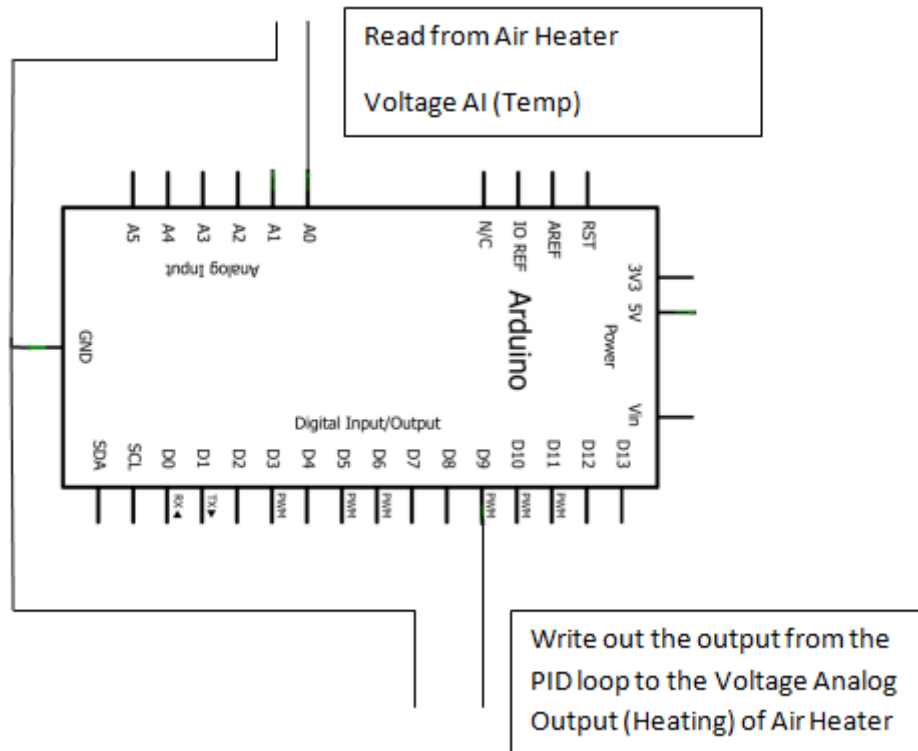 Read from Air Heater
Voltage AI (Temp)
A5 A4 A3 A2 A1 A0 N/C IO REF AREF RST
Analog Input
3V3
5V
Arduino
Power
GND
Vin
Digital Input/Output
SDA SCL D0 D1 D2 D3 D4 D5 D6 D7 D8 D9 D10 D11 D12 D13
RX◄ TX► PWM PWM PWM PWM PWM PWM
Write out the output from the
PID loop to the Voltage Analog
Output (Heating) of Air Heater